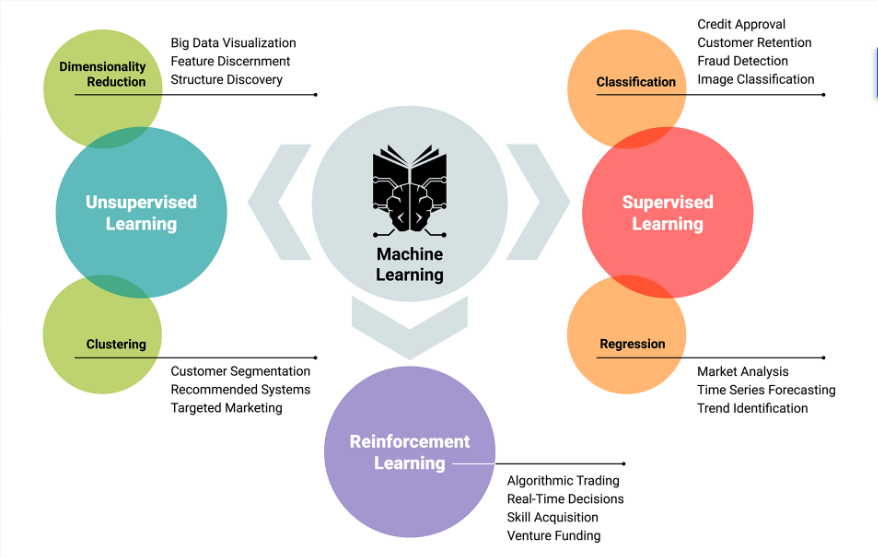 Dimensionality
Reduction
Big Data Visualization
Feature Discernment
Structure Discovery
Unsupervised
Learning
Clustering
Customer Segmentation
Recommended Systems
Targeted Marketing
Machine
Learning
Classification
Credit Approval
Customer Retention
Fraud Detection
Image Classification
Supervised
Learning
Regression
Market Analysis
Time Series Forecasting
Trend Identification
Reinforcement
Learning
Algorithmic Trading
Real-Time Decisions
Skill Acquisition
Venture Funding